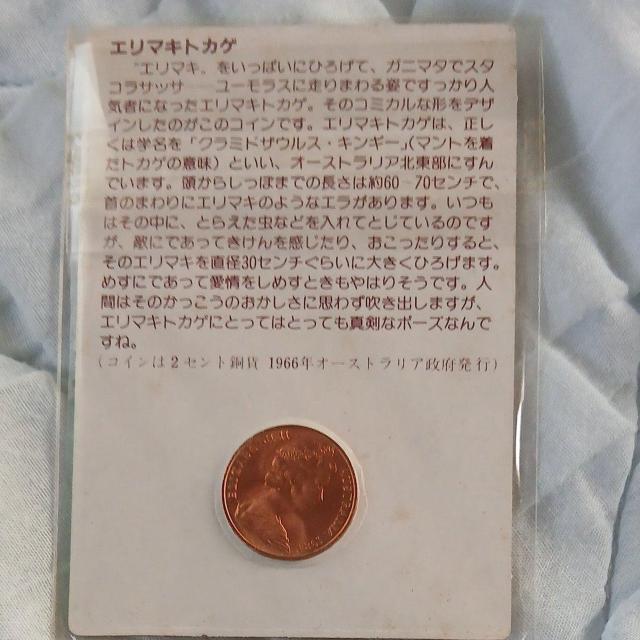 エリマキトカゲ
"エリマキ〟をいっぱいにひろげて、ガニマタでスタ
コラサッサ──ユーモラスに走りまわる姿ですっかり人
気者になったエリマキトカゲ。そのコミカルな形をデザ
インしたのがこのコインです。エリマキトカゲは、正し
くは学名を「クラミドザウルス・キンギー」(マントを着
たトカゲの意味)といい、オーストラリア北東部にすん
でいます。頭からしっぽまでの長さは約60─70センチで、
首のまわりにエリマキのようなエラがあります。いつも
はその中に、とらえた虫などを入れてとじているのです
が、敵にであってきけんを感じたり、おこったりすると、
そのエリマキを直径30センチぐらいに大きくひろげます。
めすにであって愛情をしめすときもやはりそうです。人
間はそのかっこうのおかしさに思わず吹き出しますが、
エリマキトカゲにとってはとっても真剣なポーズなんで
すね。
(コインは2セント銅貨 1966年オーストラリア政府発行)
ELIZABETH II
AUSTRALIA